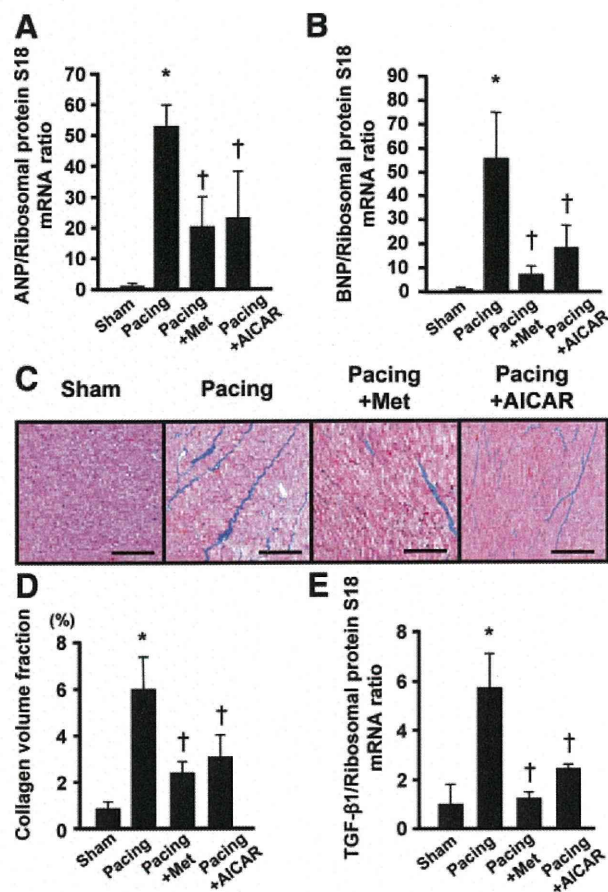 A
ANP/Ribosomal protein S18
mRNA ratio
70
60
50
40
30
20
10
0
*
†
†
Sham
Pacing
Pacing
+Met
Pacing
+AICAR
B
BNP/Ribosomal protein S18
mRNA ratio
90
80
70
60
50
40
30
20
10
0
*
†
†
Sham
Pacing
Pacing
+Met
Pacing
+AICAR
C
Sham
Pacing
Pacing
+Met
Pacing
+AICAR
D
(%)
Collagen volume fraction
8
6
4
2
0
*
†
†
Sham
Pacing
Pacing
+Met
Pacing
+AICAR
E
TGF-β1/Ribosomal protein S18
mRNA ratio
8
6
4
2
0
*
†
†
Sham
Pacing
Pacing
+Met
Pacing
+AICAR